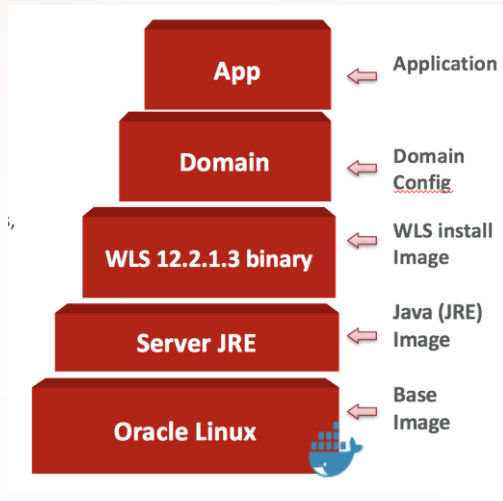 App
Application
Domain
Domain
Config
s,
WLS 12.2.1.3 binary
WLS install
Image
Server JRE
Java (JRE)
Image
Oracle Linux
Base
Image